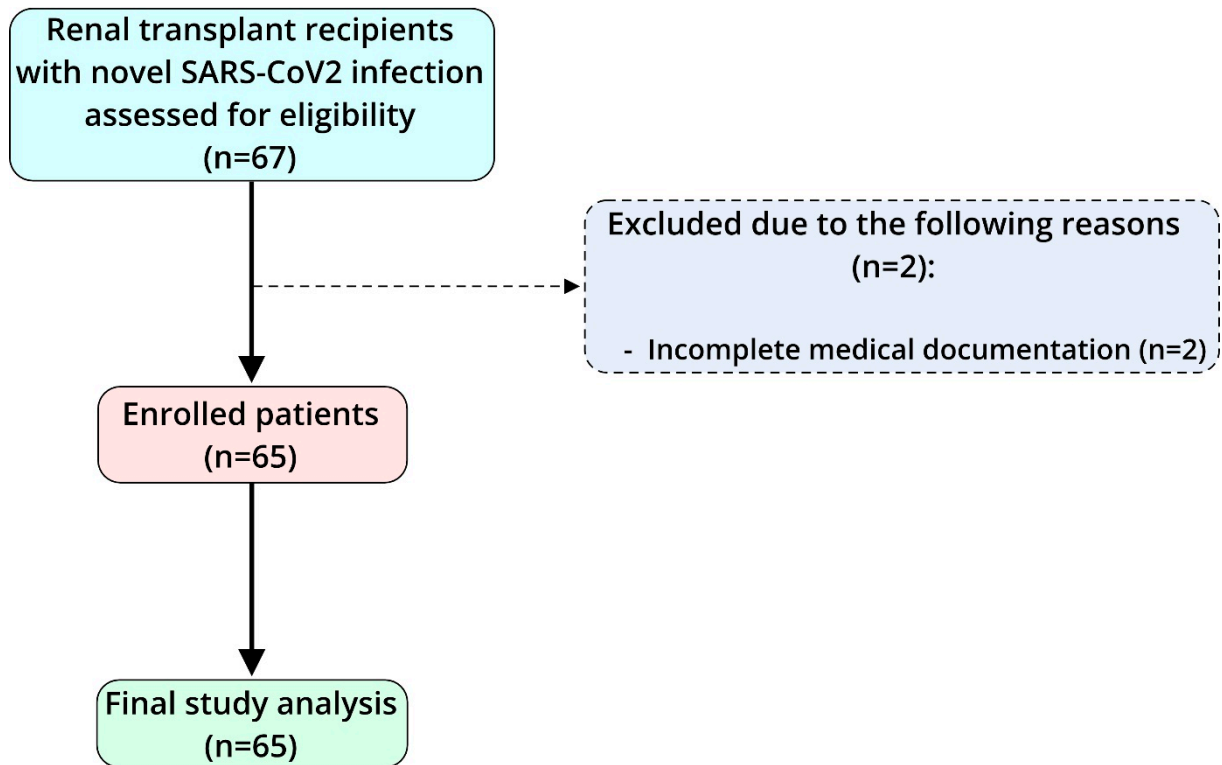 Renal transplant recipients
with novel SARS-CoV2 infection
assessed for eligibility
(n=67)
Excluded due to the following reasons
(n=2):
- Incomplete medical documentation (n=2)
Enrolled patients
(n=65)
Final study analysis
(n=65)